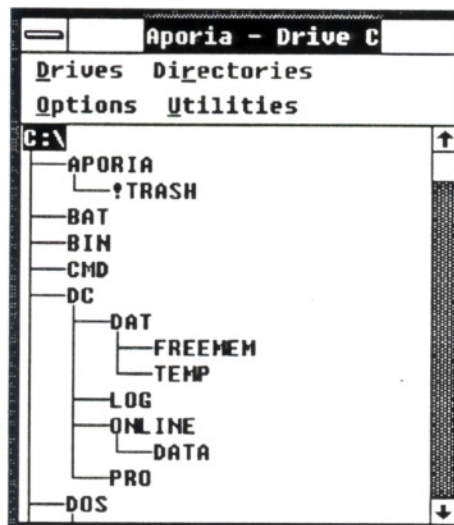 Aporia - Drive C
Drives Directories
Options Utilities
C:\
APORIA
!TRASH
BAT
BIN
CMD
DC
DAT
FREEMEM
TEMP
LOG
ONLINE
DATA
PRO
DOS